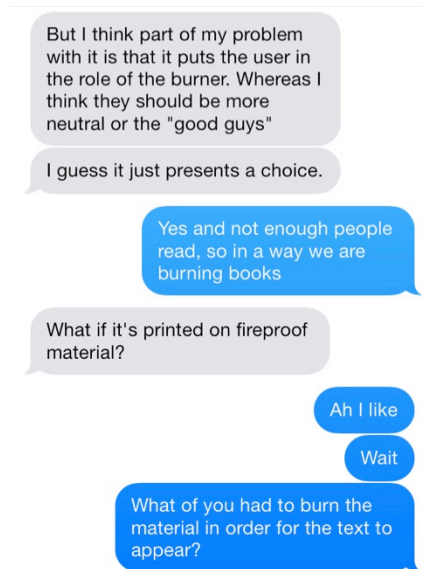 But I think part of my problem
with it is that it puts the user in
the role of the burner. Whereas I
think they should be more
neutral or the "good guys"
I guess it just presents a choice.
Yes and not enough people
read, so in a way we are
burning books
What if it's printed on fireproof
material?
Ah I like
Wait
What of you had to burn the
material in order for the text to
appear?